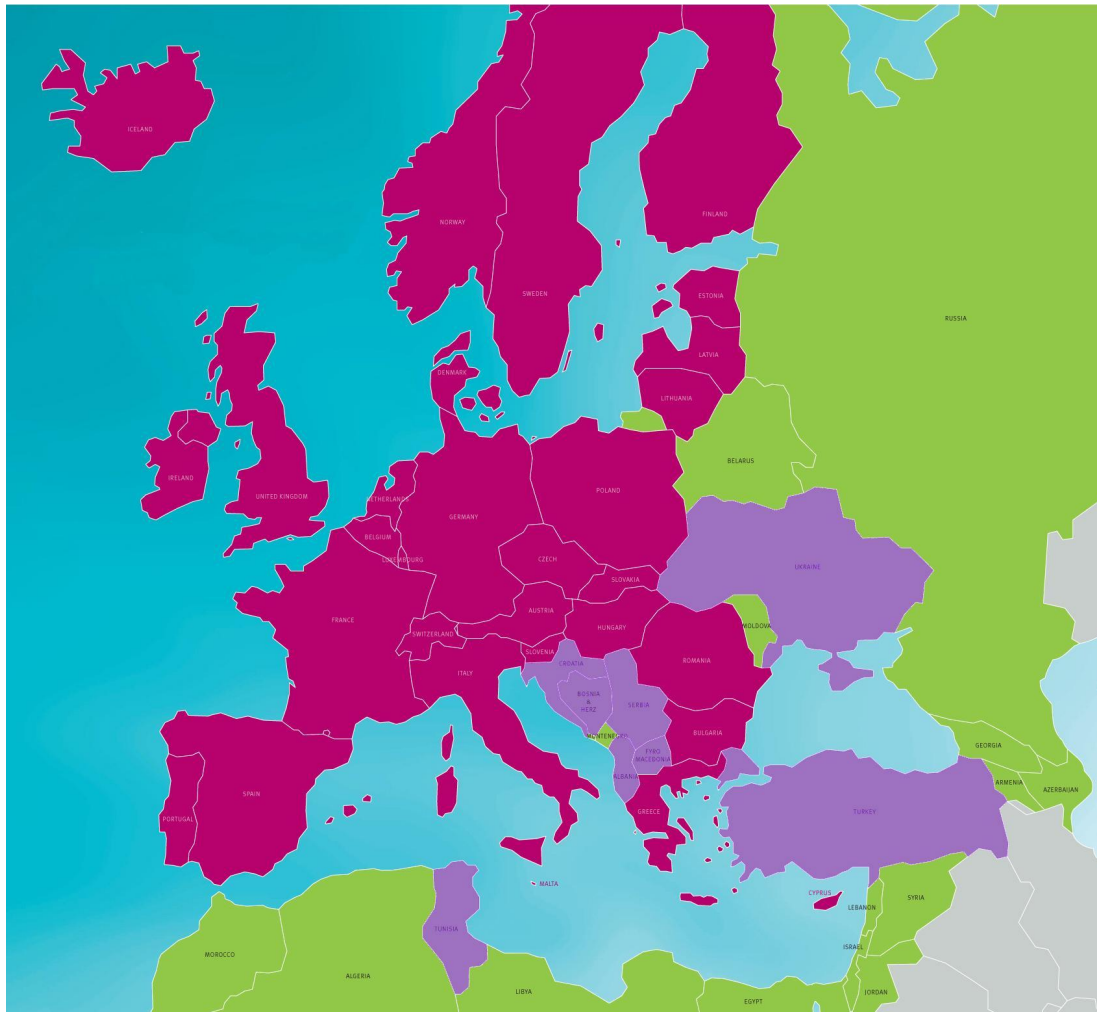 ICELAND
NORWAY
FINLAND
SWEDEN
ESTONIA
RUSSIA
LATVIA
DENMARK
LITHUANIA
BELARUS
IRELAND
UNITED KINGDOM
NETHERLANDS
POLAND
GERMANY
BELGIUM
LUXEMBOURG
CZECH
UKRAINE
SLOVAKIA
AUSTRIA
FRANCE
SWITZERLAND
HUNGARY
MOLDOVA
SLOVENIA
CROATIA
ROMANIA
ITALY
BOSNIA
&
HERZ
SERBIA
MONTENEGRO
BULGARIA
FYRO
MACEDONIA
GEORGIA
ALBANIA
ARMENIA
AZERBAIJAN
SPAIN
PORTUGAL
GREECE
TURKEY
MALTA
CYPRUS
LEBANON
SYRIA
TUNISIA
ISRAEL
MOROCCO
ALGERIA
LIBYA
EGYPT
JORDAN